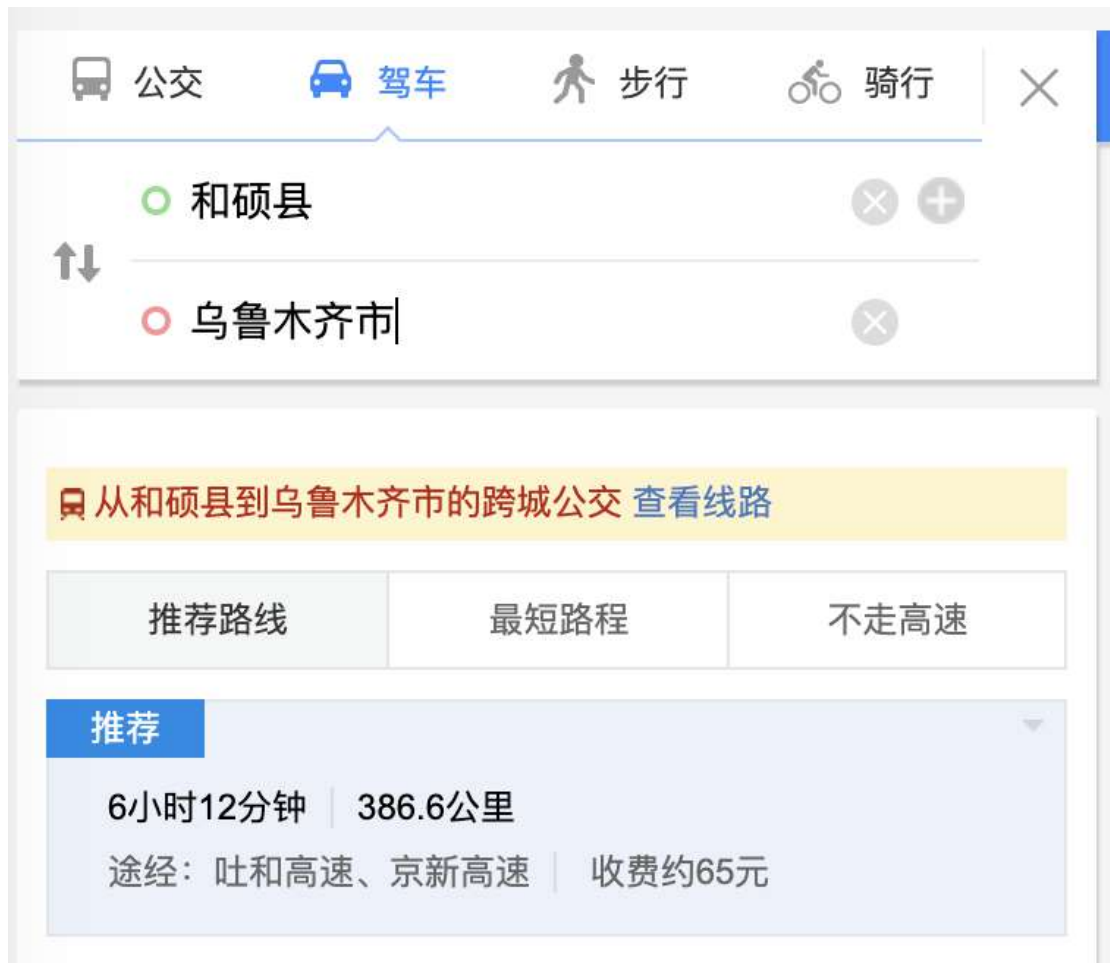 公交 驾车 步行 骑行
和硕县
乌鲁木齐市
从和硕县到乌鲁木齐市的跨城公交 查看线路
推荐路线 最短路程 不走高速
推荐
6小时12分钟 386.6公里
途经：吐和高速、京新高速 收费约65元